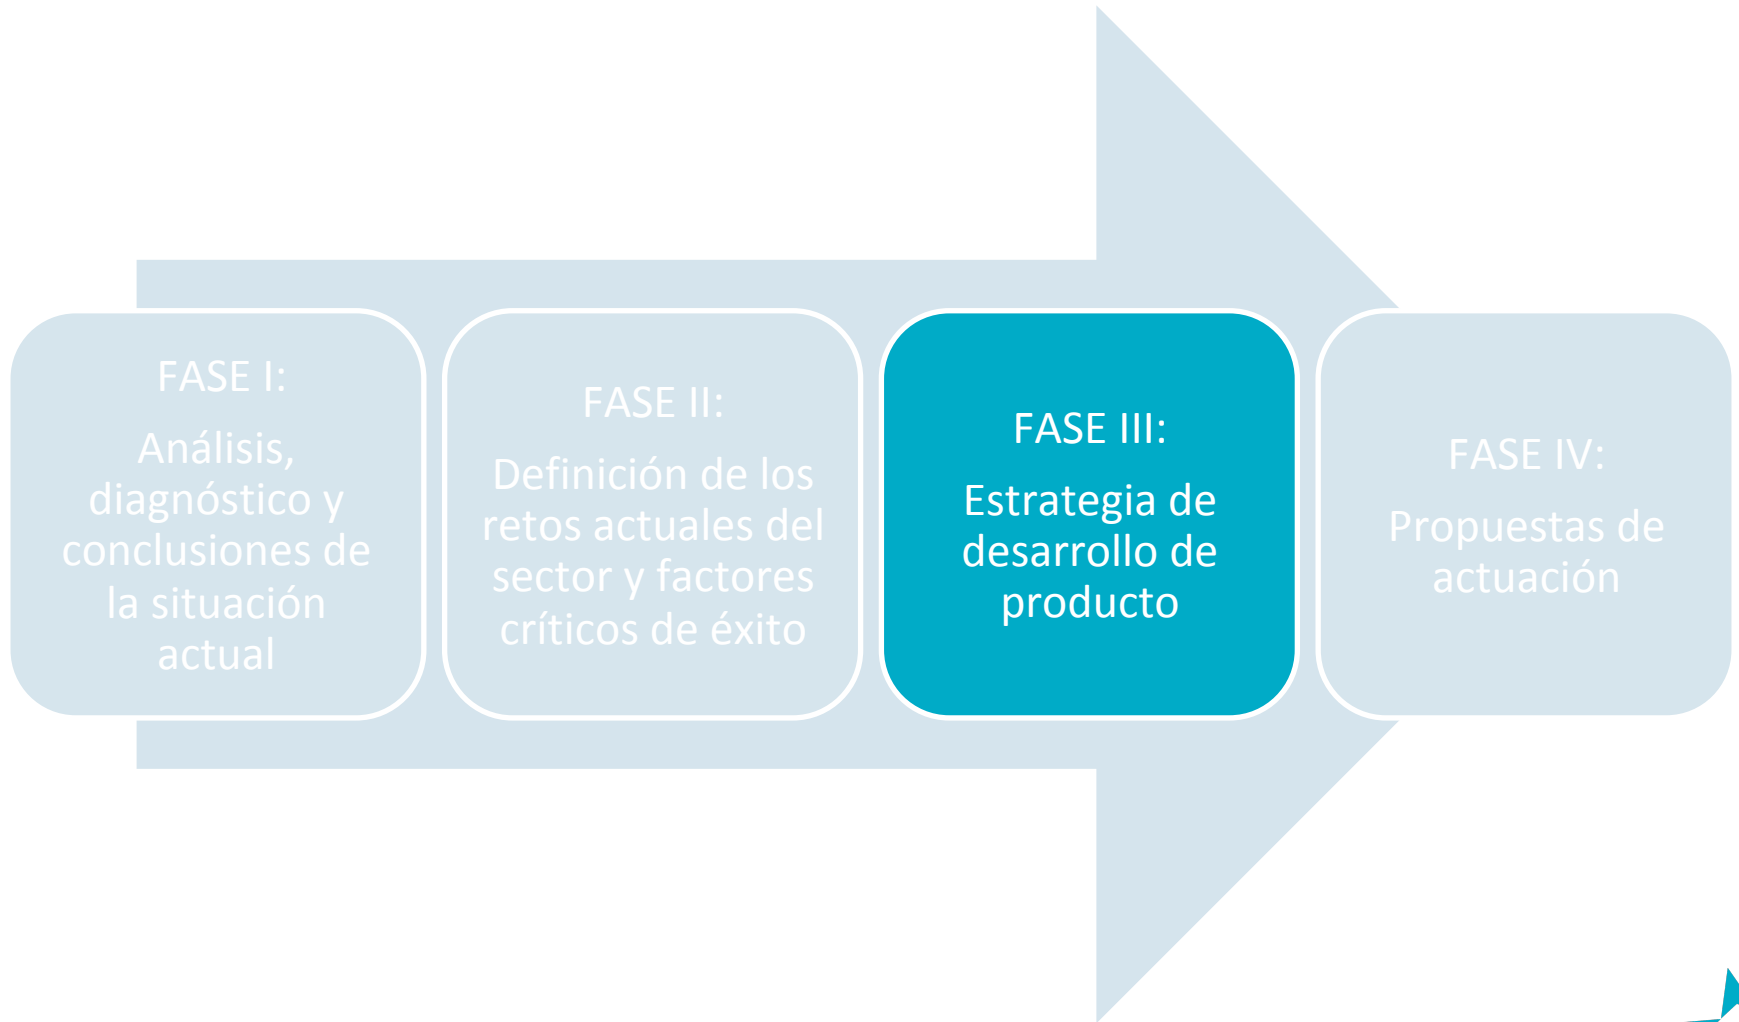 FASE I:
Análisis,
diagnóstico y
conclusiones de
la situación
actual
FASE II:
Definición de los
retos actuales del
sector y factores
críticos de éxito
FASE III:
Estrategia de
desarrollo de
producto
FASE IV:
Propuestas de
actuación